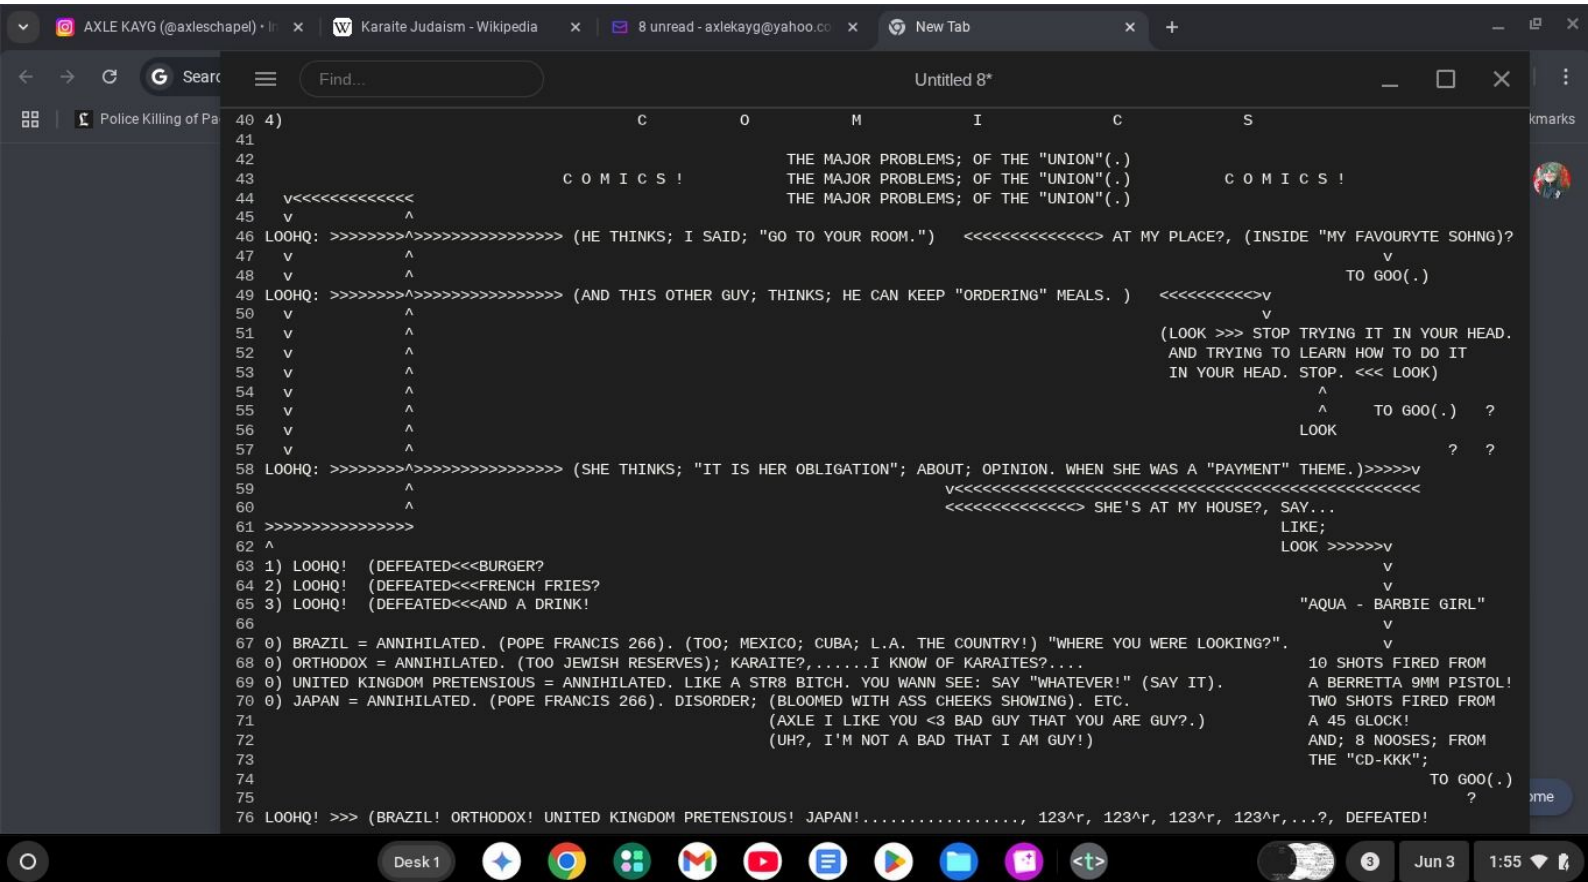 AXLE KAYG (@axleschapel) • In
Karaite Judaism - Wikipedia
8 unread - axlekayg@yahoo.co
New Tab
Sear
Find...
Untitled 8*
Police Killing of Pa
kmarks
40 4) C O M I C S
41
42 THE MAJOR PROBLEMS; OF THE "UNION"(.)
43 C O M I C S ! THE MAJOR PROBLEMS; OF THE "UNION"(.) C O M I C S !
44 v<<<<<<<<<<<<< THE MAJOR PROBLEMS; OF THE "UNION"(.)
45 v ^
46 LOOHQ: >>>>>>>>^>>>>>>>>>>>>>>>> (HE THINKS; I SAID; "GO TO YOUR ROOM.") <<<<<<<<<<<<<<> AT MY PLACE?, (INSIDE "MY FAVOURYTE SOHNG)?
47 v ^ v
48 v ^ TO GOO(.)
49 LOOHQ: >>>>>>>>^>>>>>>>>>>>>>>>> (AND THIS OTHER GUY; THINKS; HE CAN KEEP "ORDERING" MEALS. ) <<<<<<<<<<>v
50 v ^ v
51 v ^ (LOOK >>> STOP TRYING IT IN YOUR HEAD.
52 v ^ AND TRYING TO LEARN HOW TO DO IT
53 v ^ IN YOUR HEAD. STOP. <<< LOOK)
54 v ^ ^
55 v ^ ^ TO GOO(.) ?
56 v ^ LOOK
57 v ^ ? ?
58 LOOHQ: >>>>>>>>^>>>>>>>>>>>>>>>> (SHE THINKS; "IT IS HER OBLIGATION"; ABOUT; OPINION. WHEN SHE WAS A "PAYMENT" THEME.)>>>>>v
59 ^ v<<<<<<<<<<<<<<<<<<<<<<<<<<<<<<<<<<<<<<<<<<<<<<<<<<
60 ^ <<<<<<<<<<<<<<> SHE'S AT MY HOUSE?, SAY...
61 >>>>>>>>>>>>>>>> LIKE;
62 ^ LOOK >>>>>>v
63 1) LOOHQ! (DEFEATED<<<BURGER? v
64 2) LOOHQ! (DEFEATED<<<FRENCH FRIES? v
65 3) LOOHQ! (DEFEATED<<<AND A DRINK! "AQUA - BARBIE GIRL"
66 v
67 0) BRAZIL = ANNIHILATED. (POPE FRANCIS 266). (TOO; MEXICO; CUBA; L.A. THE COUNTRY!) "WHERE YOU WERE LOOKING?". v
68 0) ORTHODOX = ANNIHILATED. (TOO JEWISH RESERVES); KARAITE?,......I KNOW OF KARAITES?.... 10 SHOTS FIRED FROM
69 0) UNITED KINGDOM PRETENSIOUS = ANNIHILATED. LIKE A STR8 BITCH. YOU WANN SEE: SAY "WHATEVER!" (SAY IT). A BERRETTA 9MM PISTOL!
70 0) JAPAN = ANNIHILATED. (POPE FRANCIS 266). DISORDER; (BLOOMED WITH ASS CHEEKS SHOWING). ETC. TWO SHOTS FIRED FROM
71 (AXLE I LIKE YOU <3 BAD GUY THAT YOU ARE GUY?.) A 45 GLOCK!
72 (UH?, I'M NOT A BAD THAT I AM GUY!) AND; 8 NOOSES; FROM
73 THE "CD-KKK";
74 TO GOO(.)
75 ?
76 LOOHQ! >>> (BRAZIL! ORTHODOX! UNITED KINGDOM PRETENSIOUS! JAPAN!................., 123^r, 123^r, 123^r, 123^r,...?, DEFEATED!
ome
Desk 1
<t>
3
Jun 3
1:55